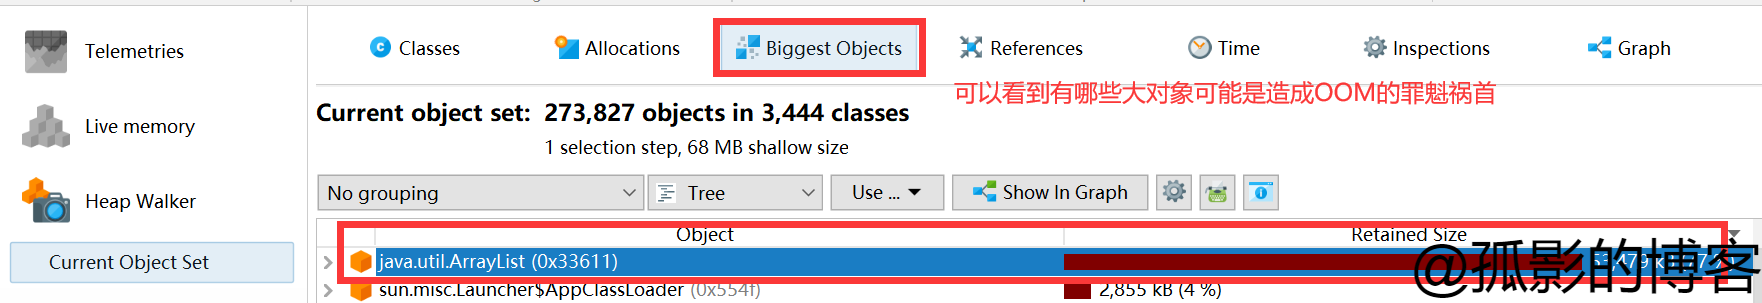 Telemetries
Live memory
Heap Walker
Current Object Set
Classes
Allocations
Biggest Objects
References
Time
Inspections
Graph
可以看到有哪些大对象可能是造成OOM的罪魁祸首
Current object set: 273,827 objects in 3,444 classes
1 selection step, 68 MB shallow size
No grouping
Tree
Use ...
Show In Graph
Object
Retained Size
java.util.ArrayList (0x33611)
sun.misc.Launcher$AppClassLoader (0x554f)
2,855 kB (4 %)
@孤影的博客